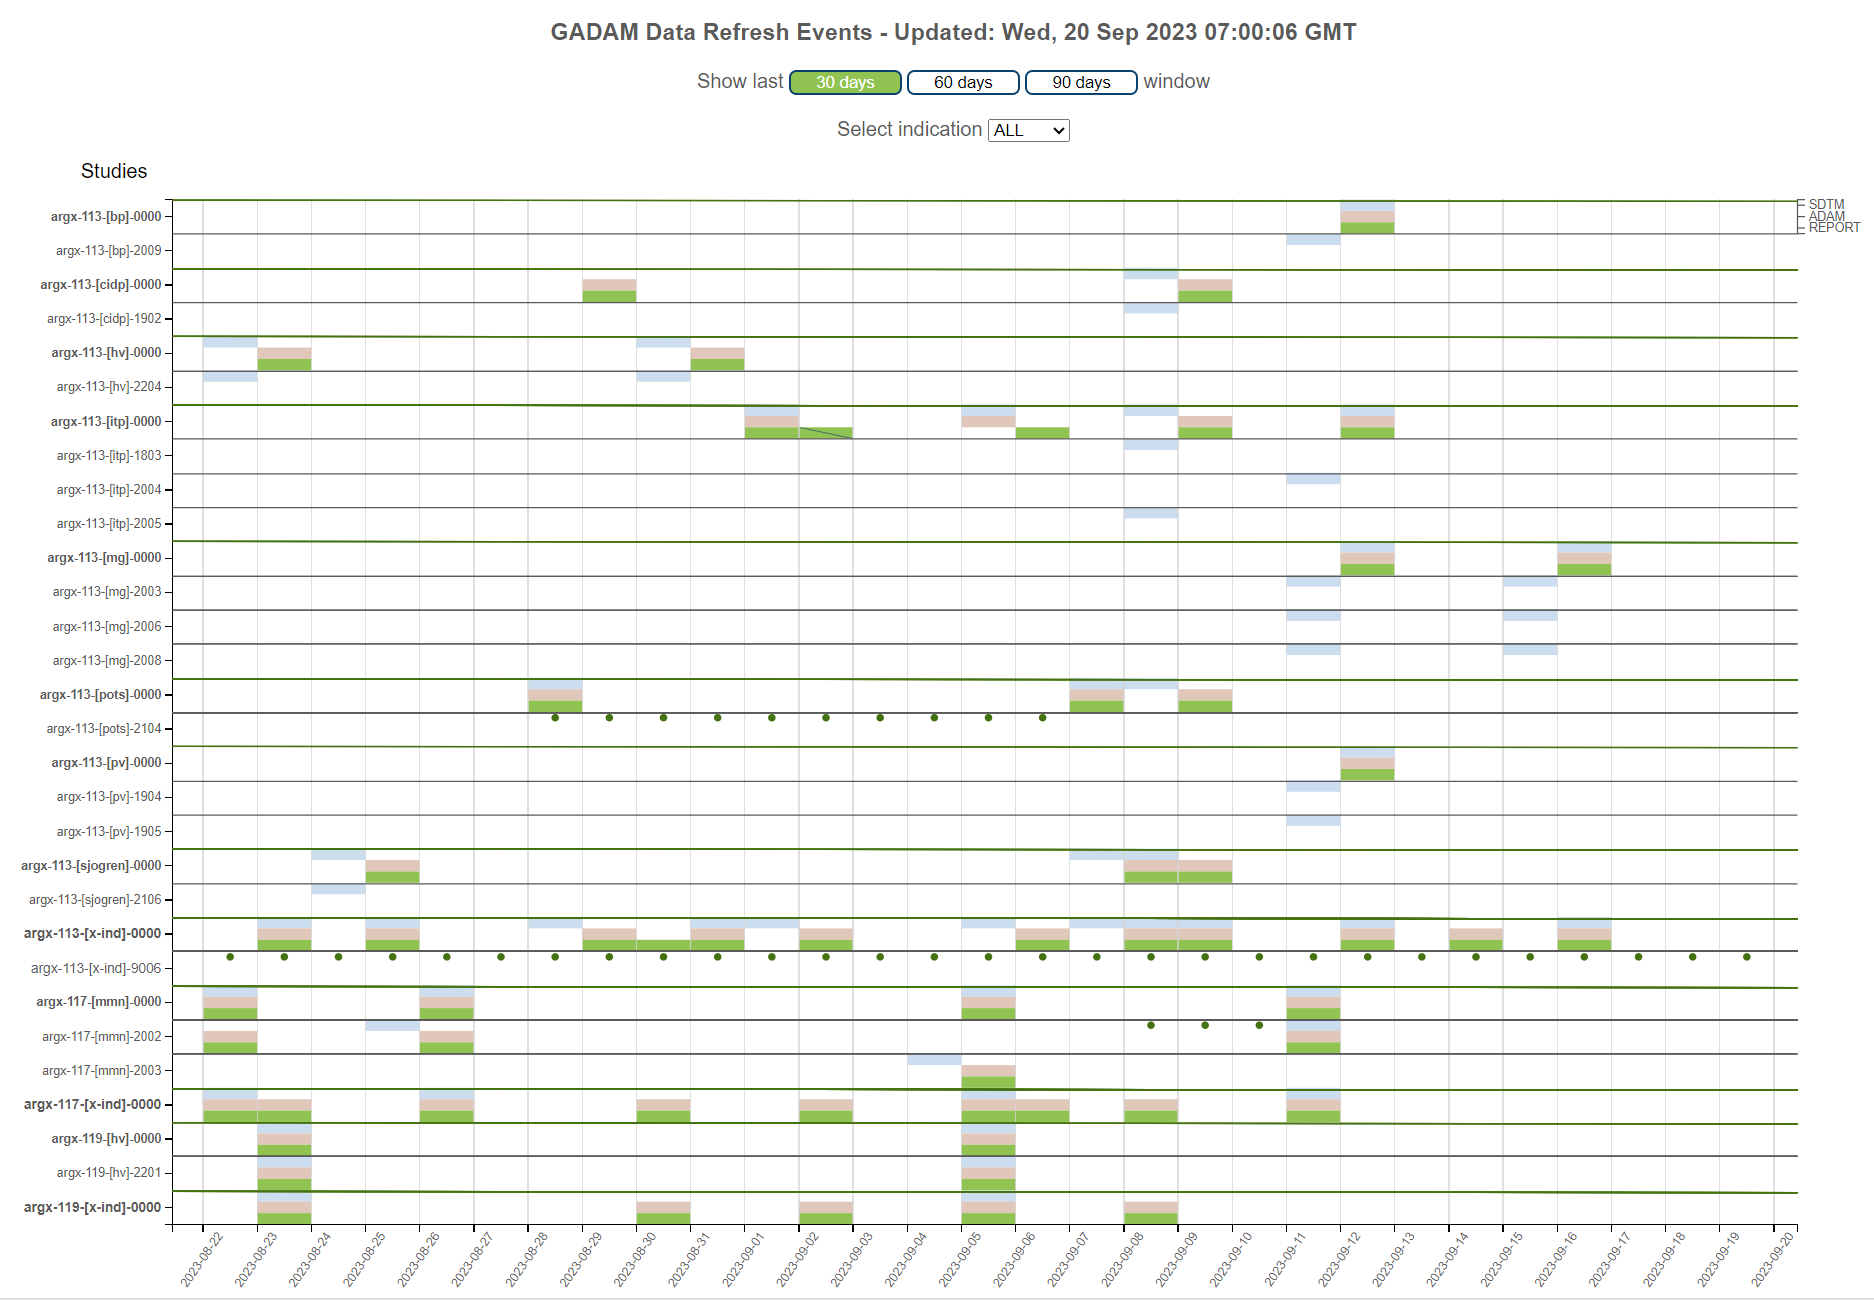 GADAM Data Refresh Events - Updated: Wed, 20 Sep 2023 07:00:06 GMT
Show last 30 days 60 days 90 days window
Select indication ALL
Studies
SDTM
ADAM
REPORT
argx-113-[bp]-0000
argx-113-[bp]-2009
argx-113-[cidp]-0000
argx-113-[cidp]-1902
argx-113-[hv]-0000
argx-113-[hv]-2204
argx-113-[itp]-0000
argx-113-[itp]-1803
argx-113-[itp]-2004
argx-113-[itp]-2005
argx-113-[mg]-0000
argx-113-[mg]-2003
argx-113-[mg]-2006
argx-113-[mg]-2008
argx-113-[pots]-0000
argx-113-[pots]-2104
argx-113-[pv]-0000
argx-113-[pv]-1904
argx-113-[pv]-1905
argx-113-[sjogren]-0000
argx-113-[sjogren]-2106
argx-113-[x-ind]-0000
argx-113-[x-ind]-9006
argx-117-[mmn]-0000
argx-117-[mmn]-2002
argx-117-[mmn]-2003
argx-117-[x-ind]-0000
argx-119-[hv]-0000
argx-119-[hv]-2201
argx-119-[x-ind]-0000
2023-08-22
2023-08-23
2023-08-24
2023-08-25
2023-08-26
2023-08-27
2023-08-28
2023-08-29
2023-08-30
2023-08-31
2023-09-01
2023-09-02
2023-09-03
2023-09-04
2023-09-05
2023-09-06
2023-09-07
2023-09-08
2023-09-09
2023-09-10
2023-09-11
2023-09-12
2023-09-13
2023-09-14
2023-09-15
2023-09-16
2023-09-17
2023-09-18
2023-09-19
2023-09-20